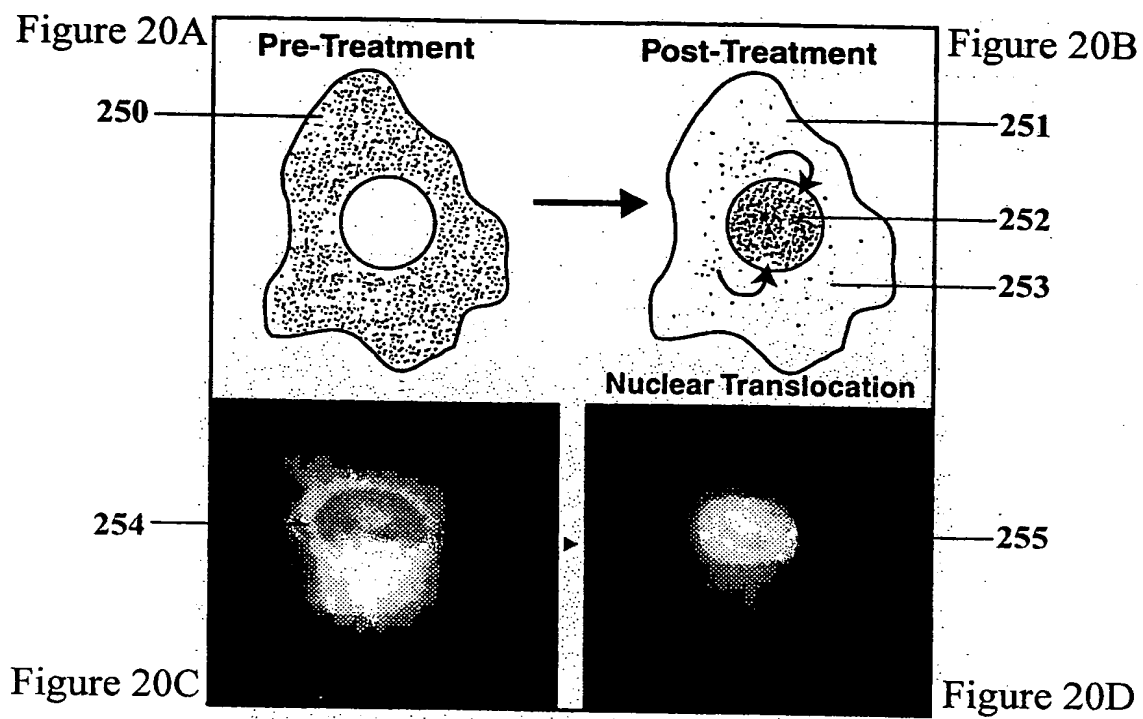 Figure 20A
Pre-Treatment
Post-Treatment
Figure 20B
250
251
252
253
Nuclear Translocation
254
255
Figure 20C
Figure 20D